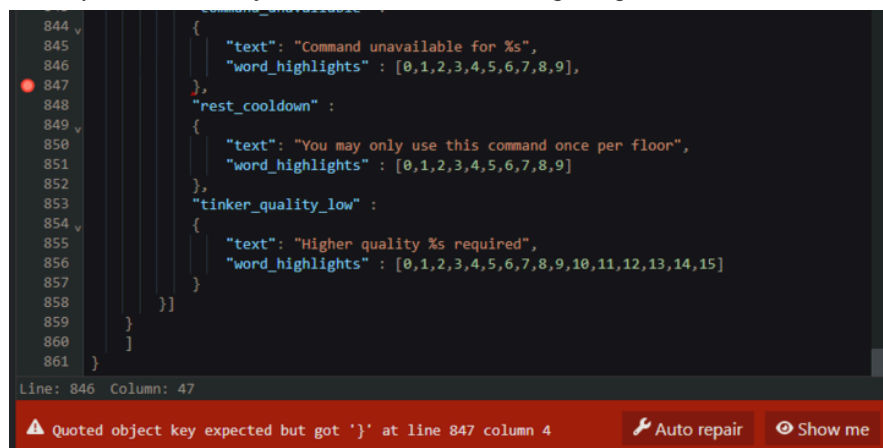 "command_unavailable" :
844 {
845 "text": "Command unavailable for %s",
846 "word_highlights" : [0,1,2,3,4,5,6,7,8,9],
847 },
848 "rest_cooldown" :
849 {
850 "text": "You may only use this command once per floor",
851 "word_highlights" : [0,1,2,3,4,5,6,7,8,9]
852 },
853 "tinker_quality_low" :
854 {
855 "text": "Higher quality %s required",
856 "word_highlights" : [0,1,2,3,4,5,6,7,8,9,10,11,12,13,14,15]
857 }
858 }]
859 }
860 ]
861 }
Line: 846 Column: 47
Quoted object key expected but got '}' at line 847 column 4 Auto repair Show me